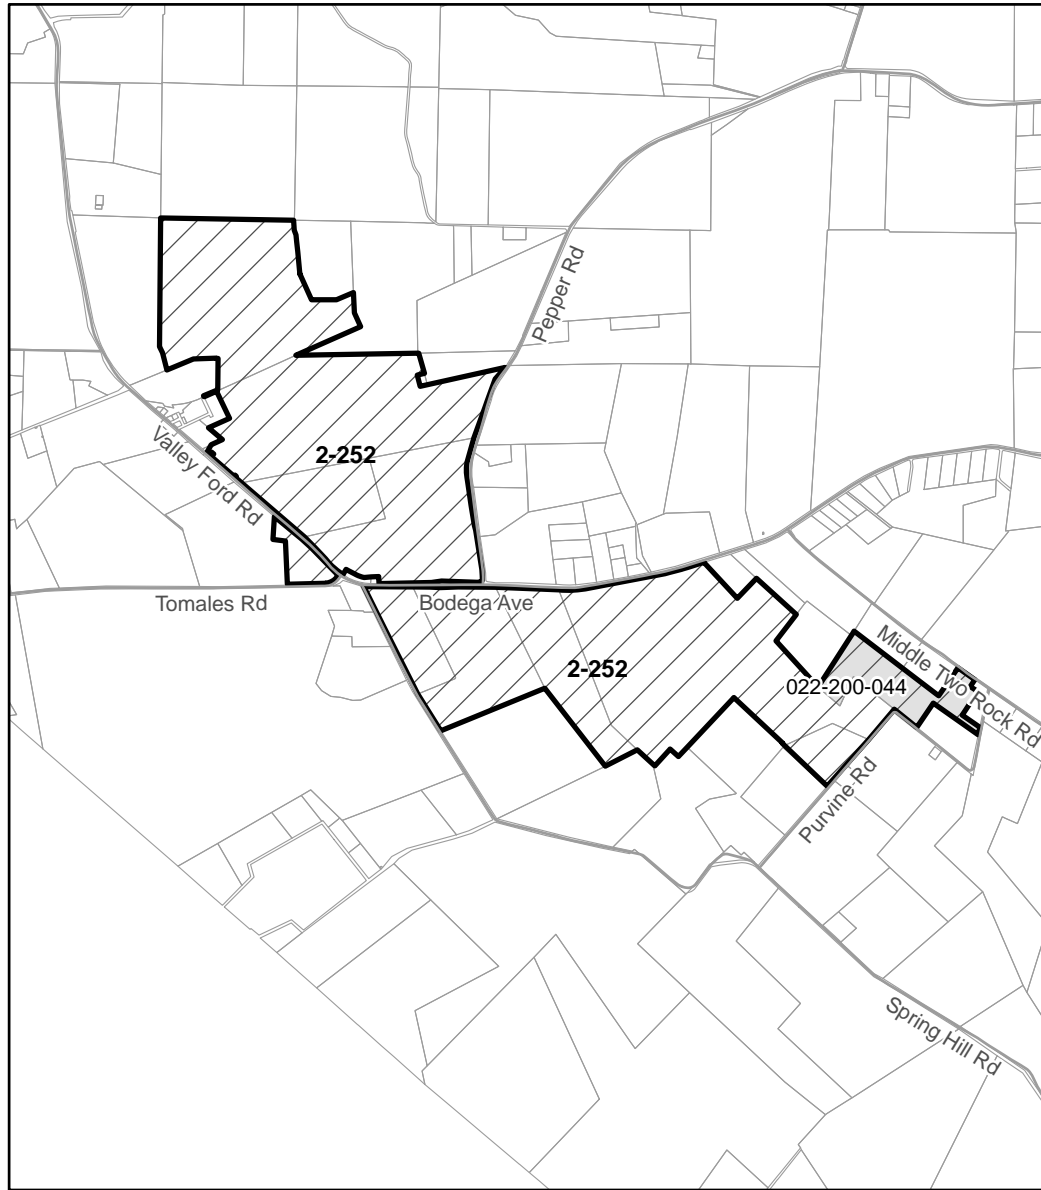 Pepper Rd
2-252
Valley Ford Rd
Tomales Rd
Bodega Ave
2-252
022-200-044
Middle Two Rock Rd
Purvine Rd
Spring Hill Rd